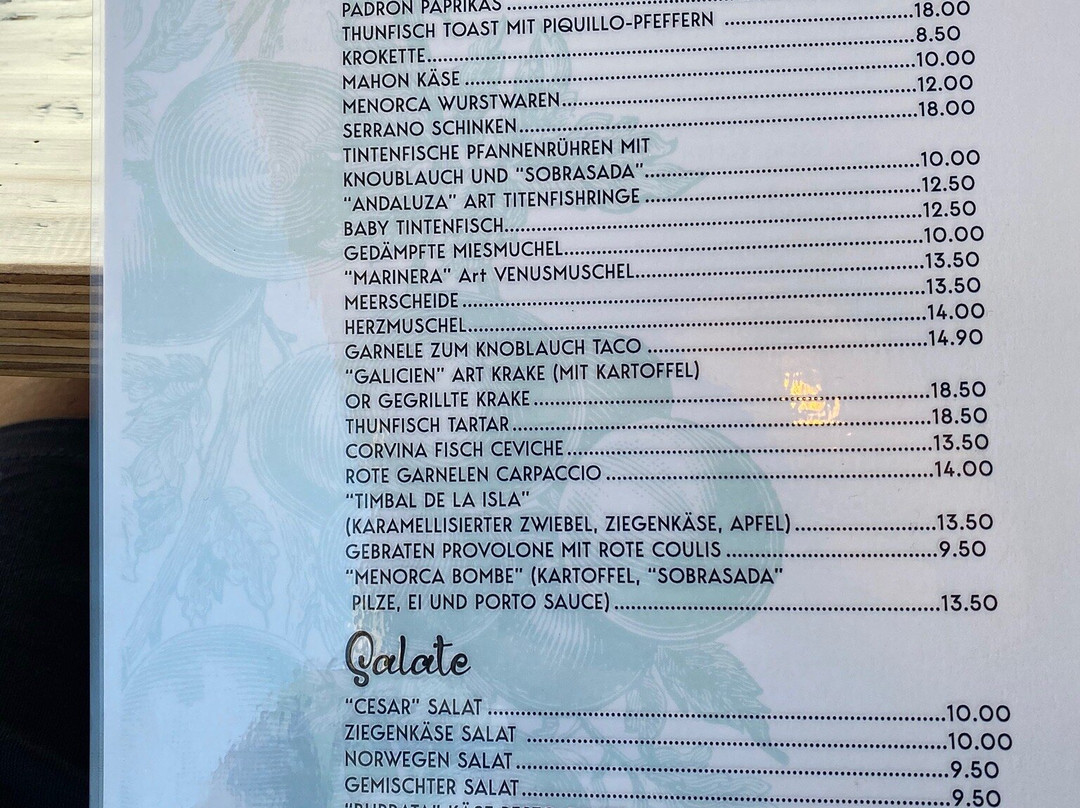 PADRON PAPRIKAS
THUNFISCH TOAST MIT PIQUILLO-PFEFFERN ........18.00
KROKETTE........8.50
MAHON KÄSE ........10.00
MENORCA WURSTWAREN........12.00
SERRANO SCHINKEN........18.00
TINTENFISCHE PFANNENRÜHREN MIT
KNOUBLAUCH UND "SOBRASADA"........10.00
"ANDALUZA" ART TITENFISHRINGE ........12.50
BABY TINTENFISCH........12.50
GEDÄMPFTE MIESMUCHEL........10.00
"MARINERA" Art VENUSMUSCHEL........13.50
MEERSCHEIDE ........13.50
HERZMUSCHEL........14.00
GARNELE ZUM KNOBLAUCH TACO ........14.90
"GALICIEN" ART KRAKE (MIT KARTOFFEL)
OR GEGRILLTE KRAKE ........18.50
THUNFISCH TARTAR ........18.50
CORVINA FISCH CEVICHE ........13.50
ROTE GARNELEN CARPACCIO ........14.00
"TIMBAL DE LA ISLA"
(KARAMELLISIERTER ZWIEBEL, ZIEGENKÄSE, APFEL) ........13.50
GEBRATEN PROVOLONE MIT ROTE COULIS ........9.50
"MENORCA BOMBE" (KARTOFFEL, "SOBRASADA"
PILZE, EI UND PORTO SAUCE) ........13.50
Salate
"CESAR" SALAT ........10.00
ZIEGENKÄSE SALAT ........10.00
NORWEGEN SALAT ........9.50
GEMISCHTER SALAT ........9.50